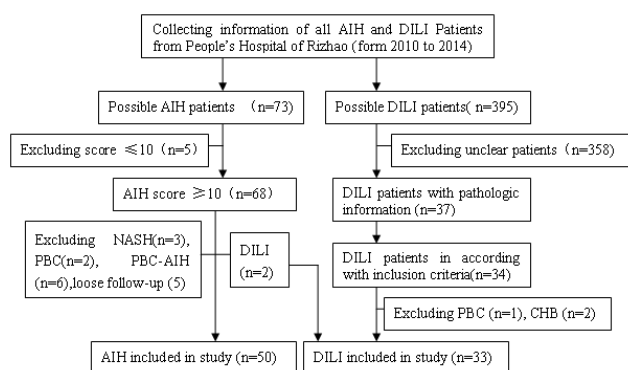 Collecting information of all AIH and DILI Patients
from People's Hospital of Rizhao (form 2010 to 2014)
Possible AIH patients (n=73)
Possible DILI patients( n=395)
Excluding score ≤10 (n=5)
Excluding unclear patients (n=358)
AIH score ≥10 (n=68)
DILI patients with pathologic
information (n=37)
Excluding NASH(n=3),
PBC(n=2), PBC-AIH
(n=6),loose follow-up (5)
DILI
(n=2)
DILI patients in according
with inclusion criteria(n=34)
Excluding PBC (n=1), CHB (n=2)
AIH included in study (n=50)
DILI included in study (n=33)